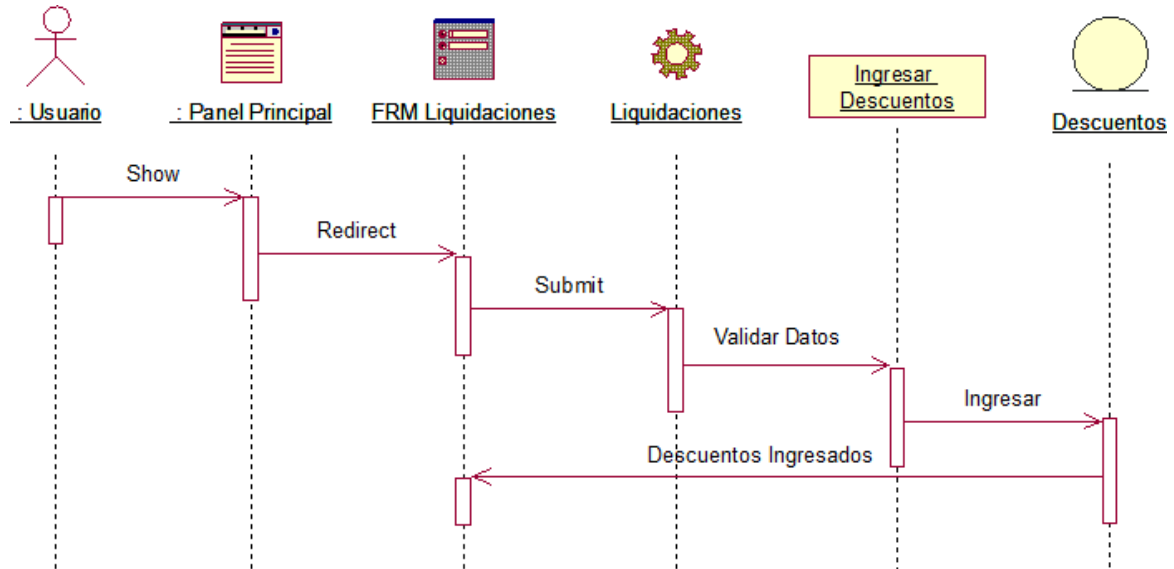 Ingresar
Descuentos
: Usuario
: Panel Principal
FRM Liquidaciones
Liquidaciones
Descuentos
Show
Redirect
Submit
Validar Datos
Ingresar
Descuentos Ingresados